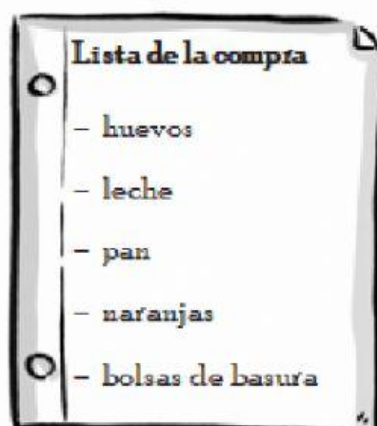 Lista de la compra
– huevos
– leche
– pan
– naranjas
– bolsas de basura